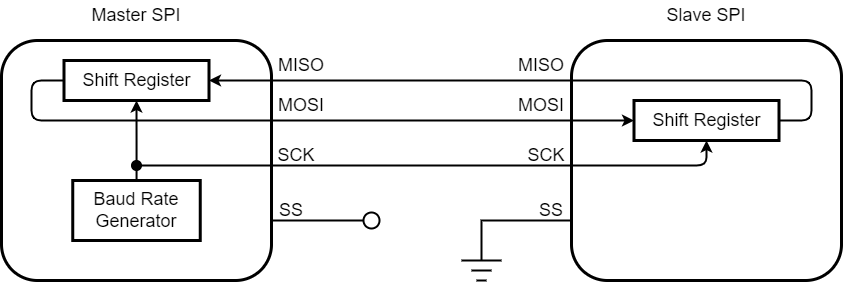 Master SPI
Slave SPI
Shift Register
MISO
MISO
MOSI
MOSI
Shift Register
SCK
SCK
Baud Rate
Generator
SS
SS